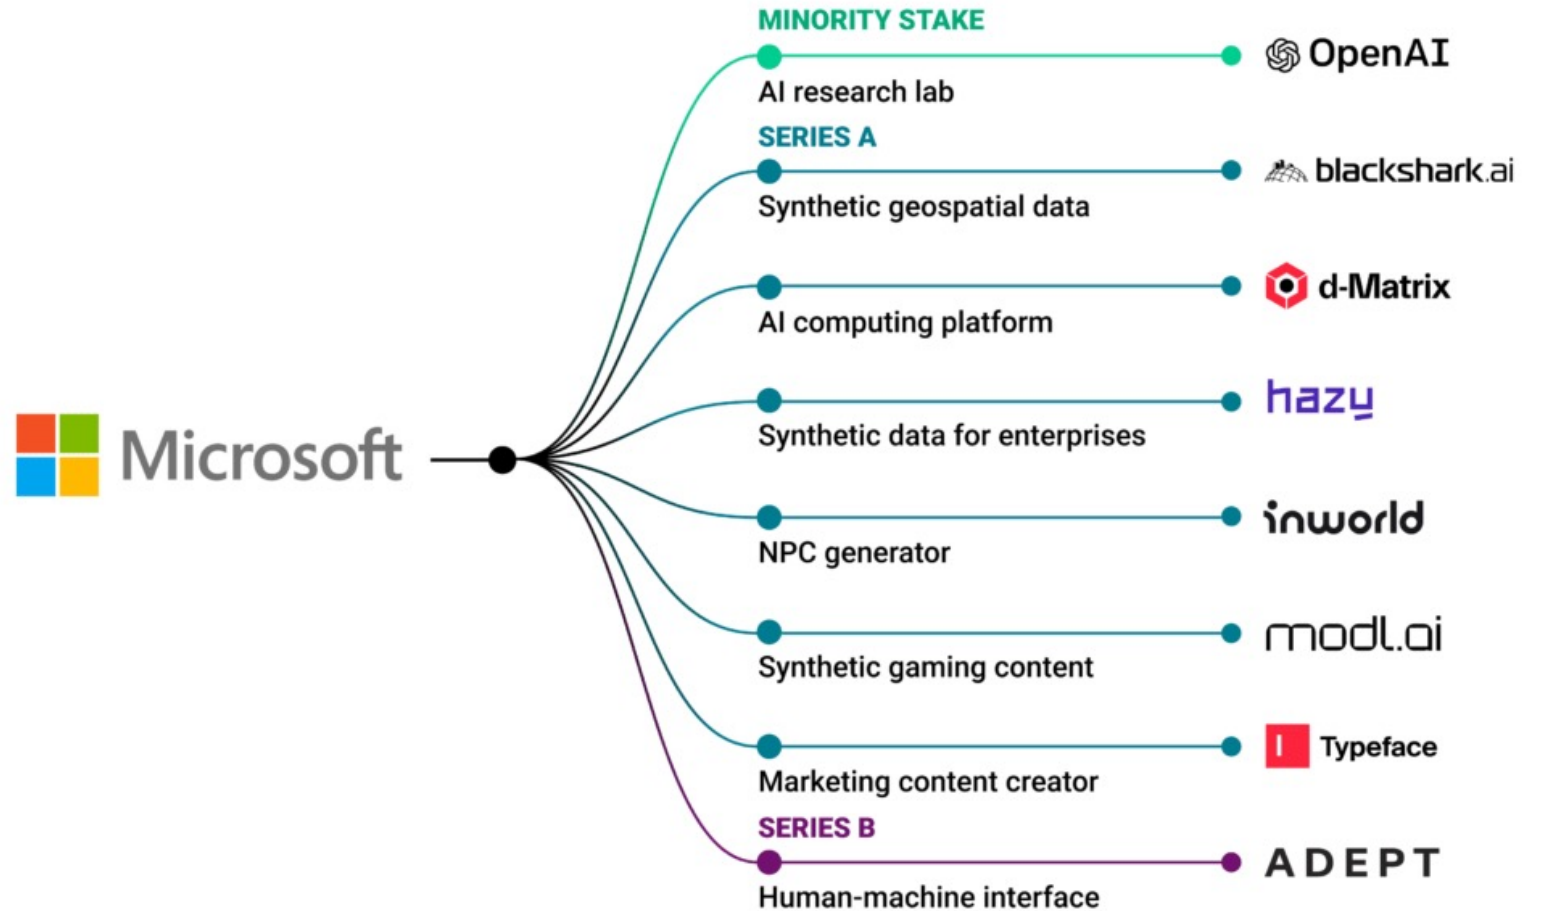 Microsoft
MINORITY STAKE
AI research lab
OpenAI
SERIES A
Synthetic geospatial data
blackshark.ai
AI computing platform
d-Matrix
Synthetic data for enterprises
hazy
NPC generator
inworld
Synthetic gaming content
modl.ai
Marketing content creator
Typeface
SERIES B
Human-machine interface
ADEPT